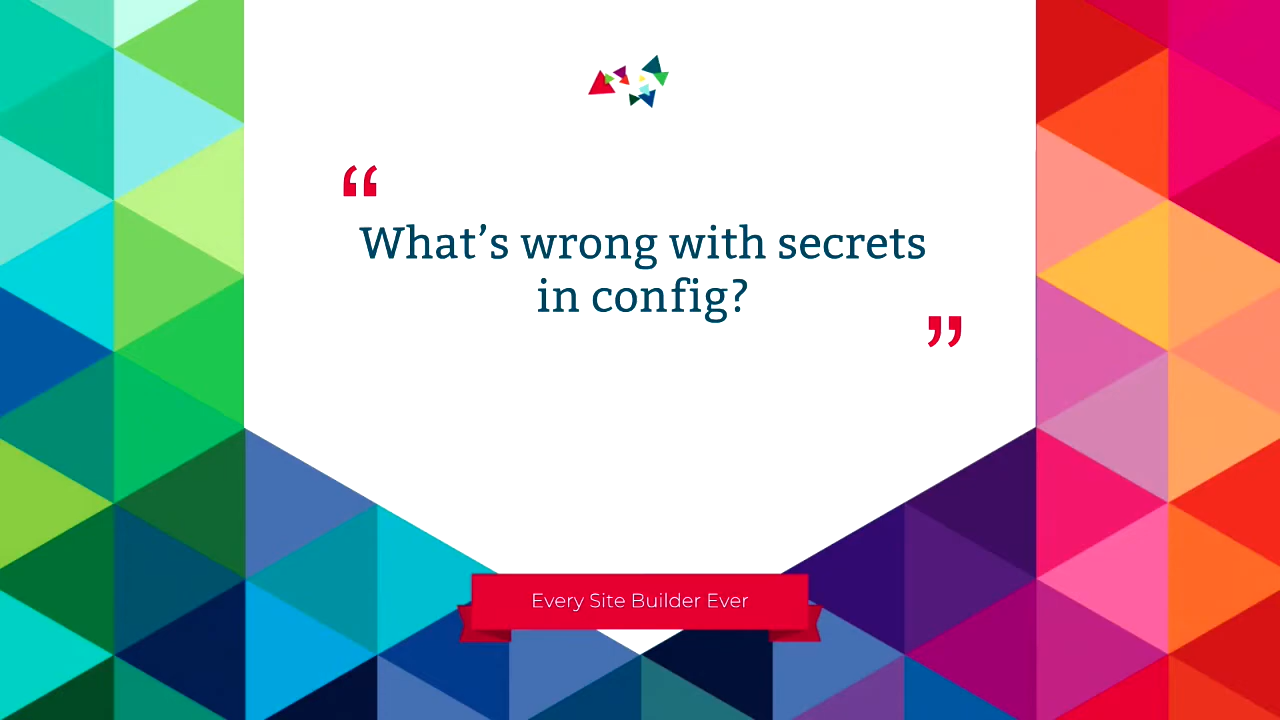 “
What’s wrong with secrets
in config?
”
Every Site Builder Ever